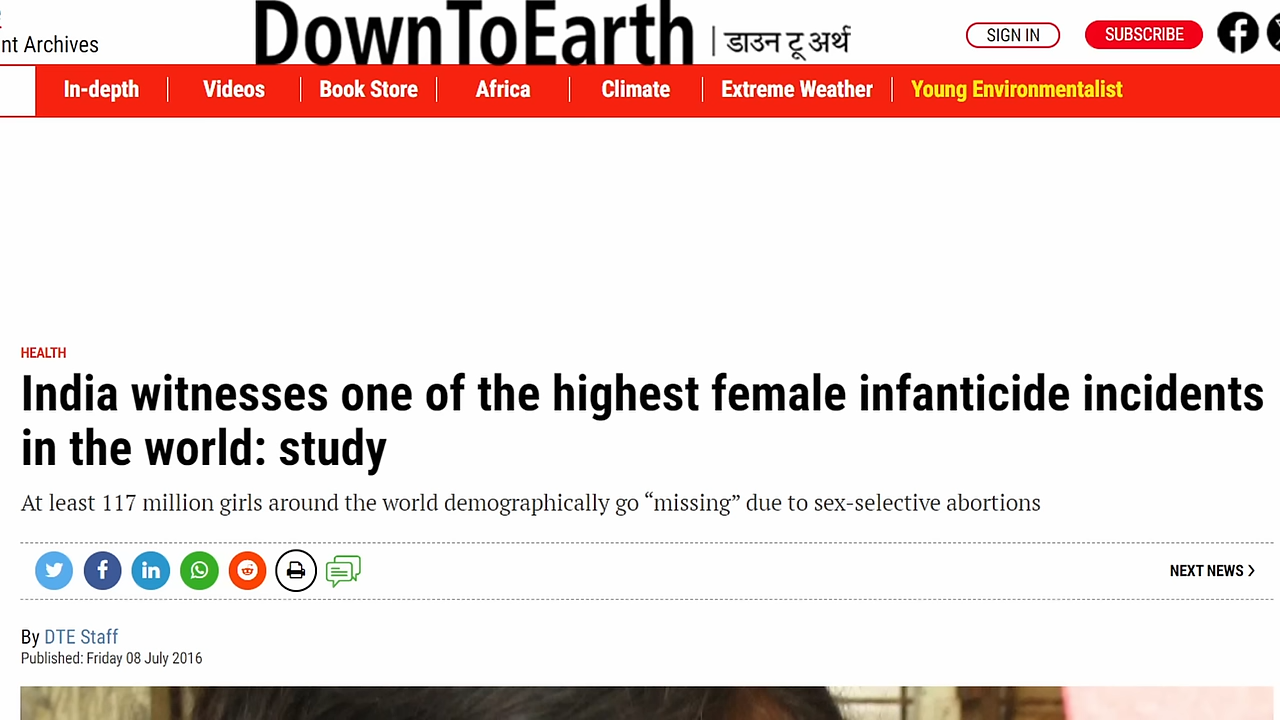 nt Archives
DownToEarth | डाउन टू अर्थ
SIGN IN
SUBSCRIBE
In-depth
Videos
Book Store
Africa
Climate
Extreme Weather
Young Environmentalist
HEALTH
India witnesses one of the highest female infanticide incidents
in the world: study
At least 117 million girls around the world demographically go “missing” due to sex-selective abortions
NEXT NEWS
By DTE Staff
Published: Friday 08 July 2016